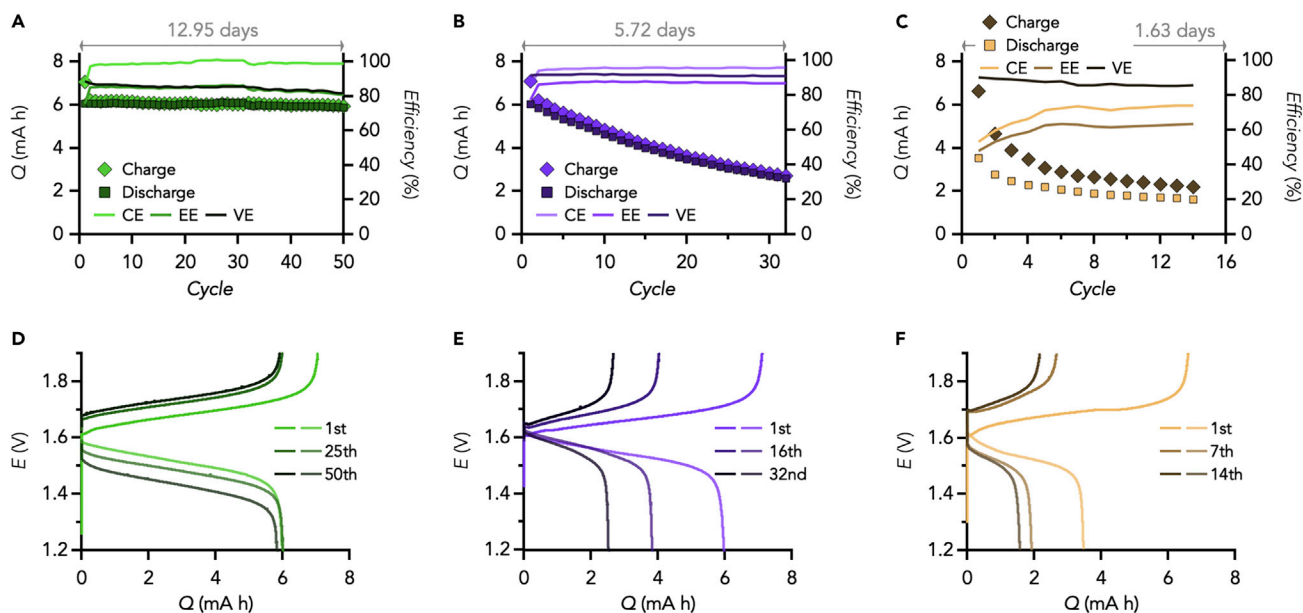 A
12.95 days
8
6
4
2
0
Q (mA h)
100
80
60
40
20
0
Efficiency (%)
Charge
Discharge
CE EE VE
0 10 20 30 40 50
Cycle
B
5.72 days
8
6
4
2
0
Q (mA h)
100
80
60
40
20
0
Efficiency (%)
Charge
Discharge
CE EE VE
0 10 20 30
Cycle
C
Charge
Discharge
CE EE VE
1.63 days
8
6
4
2
0
Q (mA h)
100
80
60
40
20
0
Efficiency (%)
0 4 8 12 16
Cycle
D
1.8
1.6
1.4
1.2
E (V)
1st
25th
50th
0 2 4 6 8
Q (mA h)
E
1.8
1.6
1.4
1.2
E (V)
1st
16th
32nd
0 2 4 6 8
Q (mA h)
F
1.8
1.6
1.4
1.2
E (V)
1st
7th
14th
0 2 4 6 8
Q (mA h)